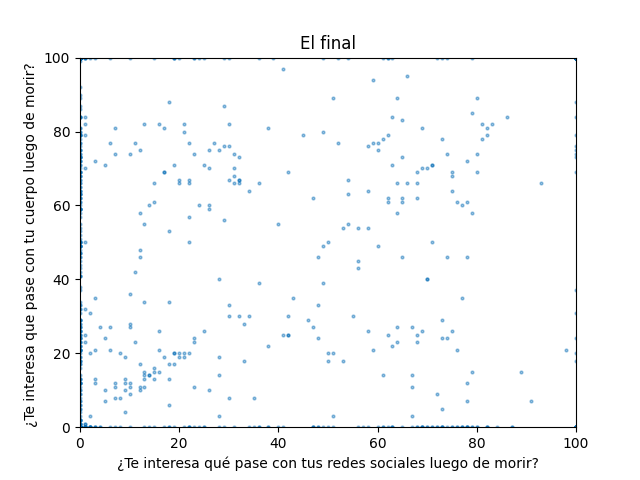 El final
¿Te interesa que pase con tu cuerpo luego de morir?
100
80
60
40
20
0
0 20 40 60 80 100
¿Te interesa qué pase con tus redes sociales luego de morir?